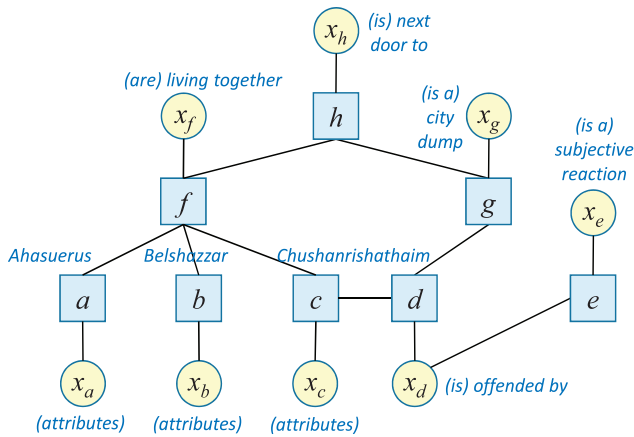 x_h
(is) next
door to
(are) living together
x_f
h
(is a)
city
dump
x_g
(is a)
subjective
reaction
x_e
f
g
Ahasuerus
Belshazzar
Chushanrishathaim
a
b
c
d
e
x_a
x_b
x_c
x_d
(is) offended by
(attributes)
(attributes)
(attributes)